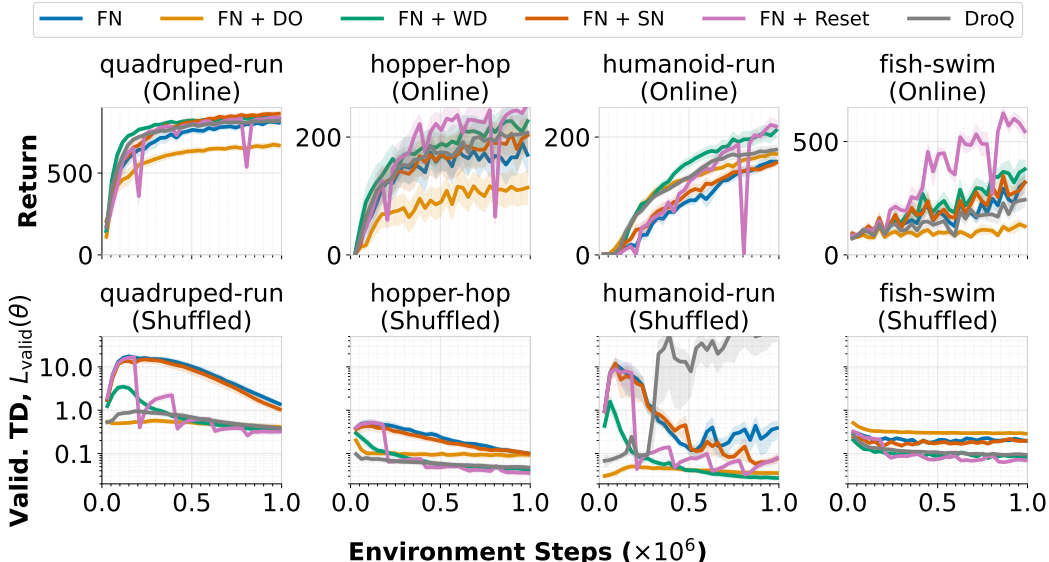 FN
FN + DO
FN + WD
FN + SN
FN + Reset
DroQ
quadruped-run
(Online)
hopper-hop
(Online)
humanoid-run
(Online)
fish-swim
(Online)
Return
500
0
200
0
200
0
500
0
quadruped-run
(Shuffled)
hopper-hop
(Shuffled)
humanoid-run
(Shuffled)
fish-swim
(Shuffled)
Valid. TD, L_valid(θ)
10.0
1.0
0.1
0.0
0.5
1.0
0.0
0.5
1.0
0.0
0.5
1.0
0.0
0.5
1.0
Environment Steps (×10⁶)